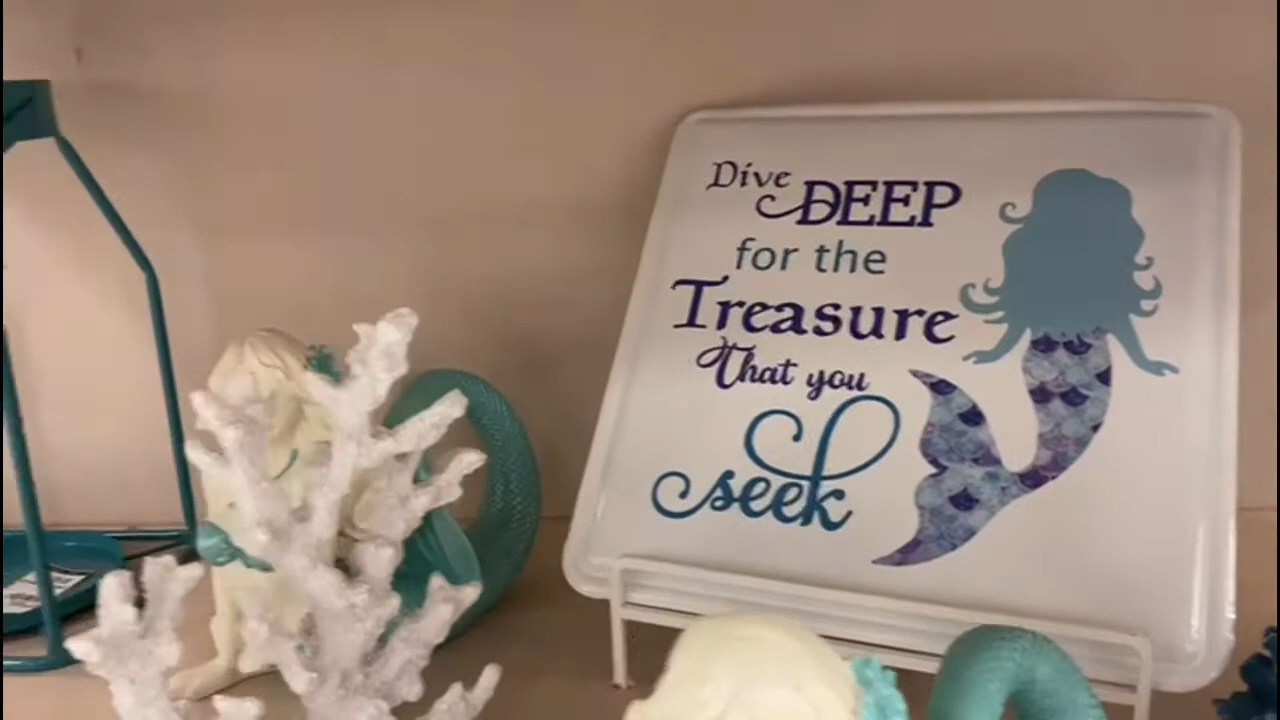 Dive
DEEP
for the
Treasure
That you
seek